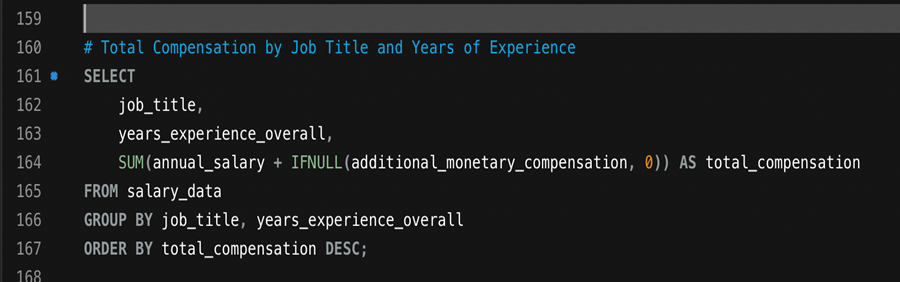 159
160 # Total Compensation by Job Title and Years of Experience
161 SELECT
162 job_title,
163 years_experience_overall,
164 SUM(annual_salary + IFNULL(additional_monetary_compensation, 0)) AS total_compensation
165 FROM salary_data
166 GROUP BY job_title, years_experience_overall
167 ORDER BY total_compensation DESC;
168